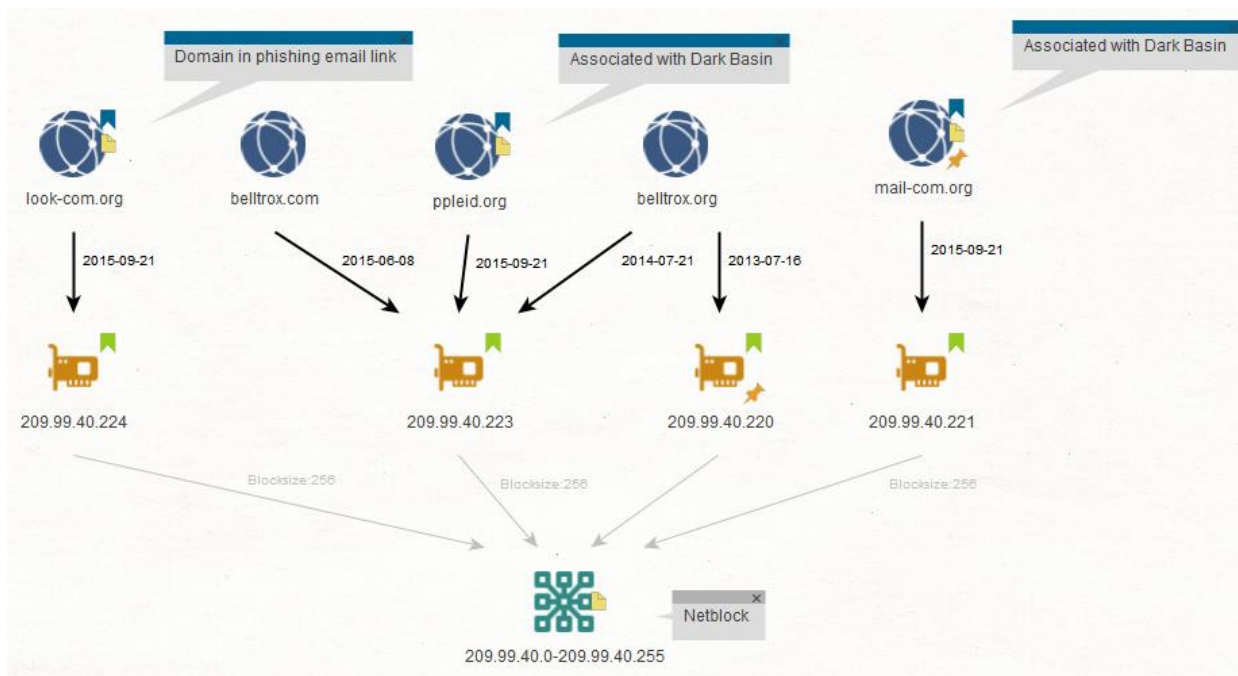 Domain in phishing email link
Associated with Dark Basin
Associated with Dark Basin
look-com.org
belltrox.com
ppleid.org
belltrox.org
mail-com.org
2015-09-21
2015-06-08
2015-09-21
2014-07-21
2013-07-16
2015-09-21
209.99.40.224
209.99.40.223
209.99.40.220
209.99.40.221
Blocksize:256
Blocksize:256
Blocksize:256
Netblock
209.99.40.0-209.99.40.255